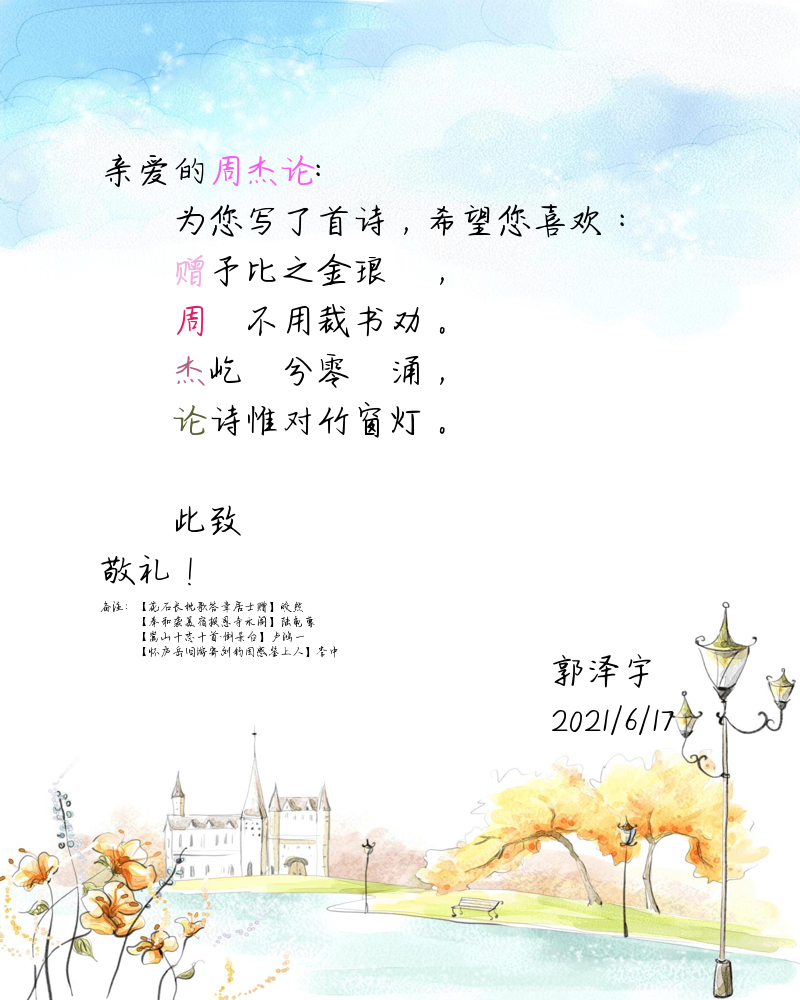 亲爱的周杰论:
为您写了首诗，希望您喜欢：
赠予比之金琅 ，
周 不用裁书劝。
杰屹 兮零 涌，
论诗惟对竹窗灯。
此致
敬礼！
备注：【花石长枕歌答章居士赠】皎然
【奉和袭美宿报恩寺水阁】陆龟蒙
【嵩山十志十首·倒景台】卢鸿一
【怀庐岳旧游寄刘钧因感鉴上人】李中
郭泽宇
2021/6/17